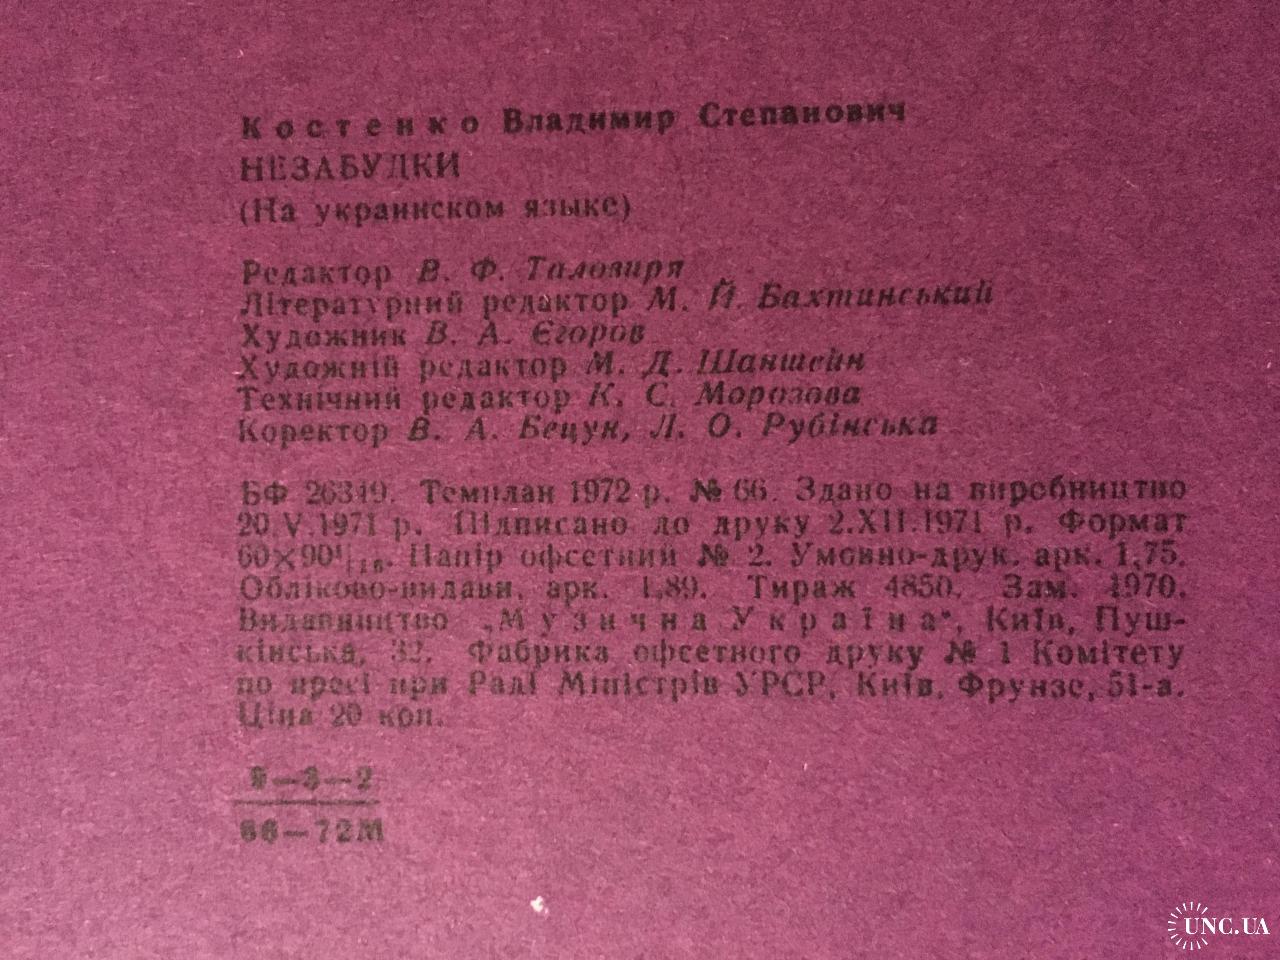 Костенко Владимир Степанович
НЕЗАБУДКИ
(На украинском языке)
Редактор В. Ф. Таловиря
Літературний редактор М. Й. Бахтинський
Художник В. А. Єгоров
Художній редактор М. Д. Шанштейн
Технічний редактор К. С. Морозова
Коректор В. А. Бецун, Л. О. Рубінська
БФ 26349. Темплан 1972 р. № 66. Здано на виробництво
20.V.1971 р. Підписано до друку 2.XII.1971 р. Формат
60×90¹/₁₆. Папір офсетний № 2. Умовно-друк. арк. 1,75.
Обліково-видавн. арк. 1,89. Тираж 4850. Зам. 1970.
Видавництво „Музична Україна", Київ, Пуш-
кінська, 32. Фабрика офсетного друку № 1 Комітету
по пресі при Раді Міністрів УРСР, Київ, Фрунзе, 51-а.
Ціна 20 коп.
9—3—2
66—72М
UNC.UA